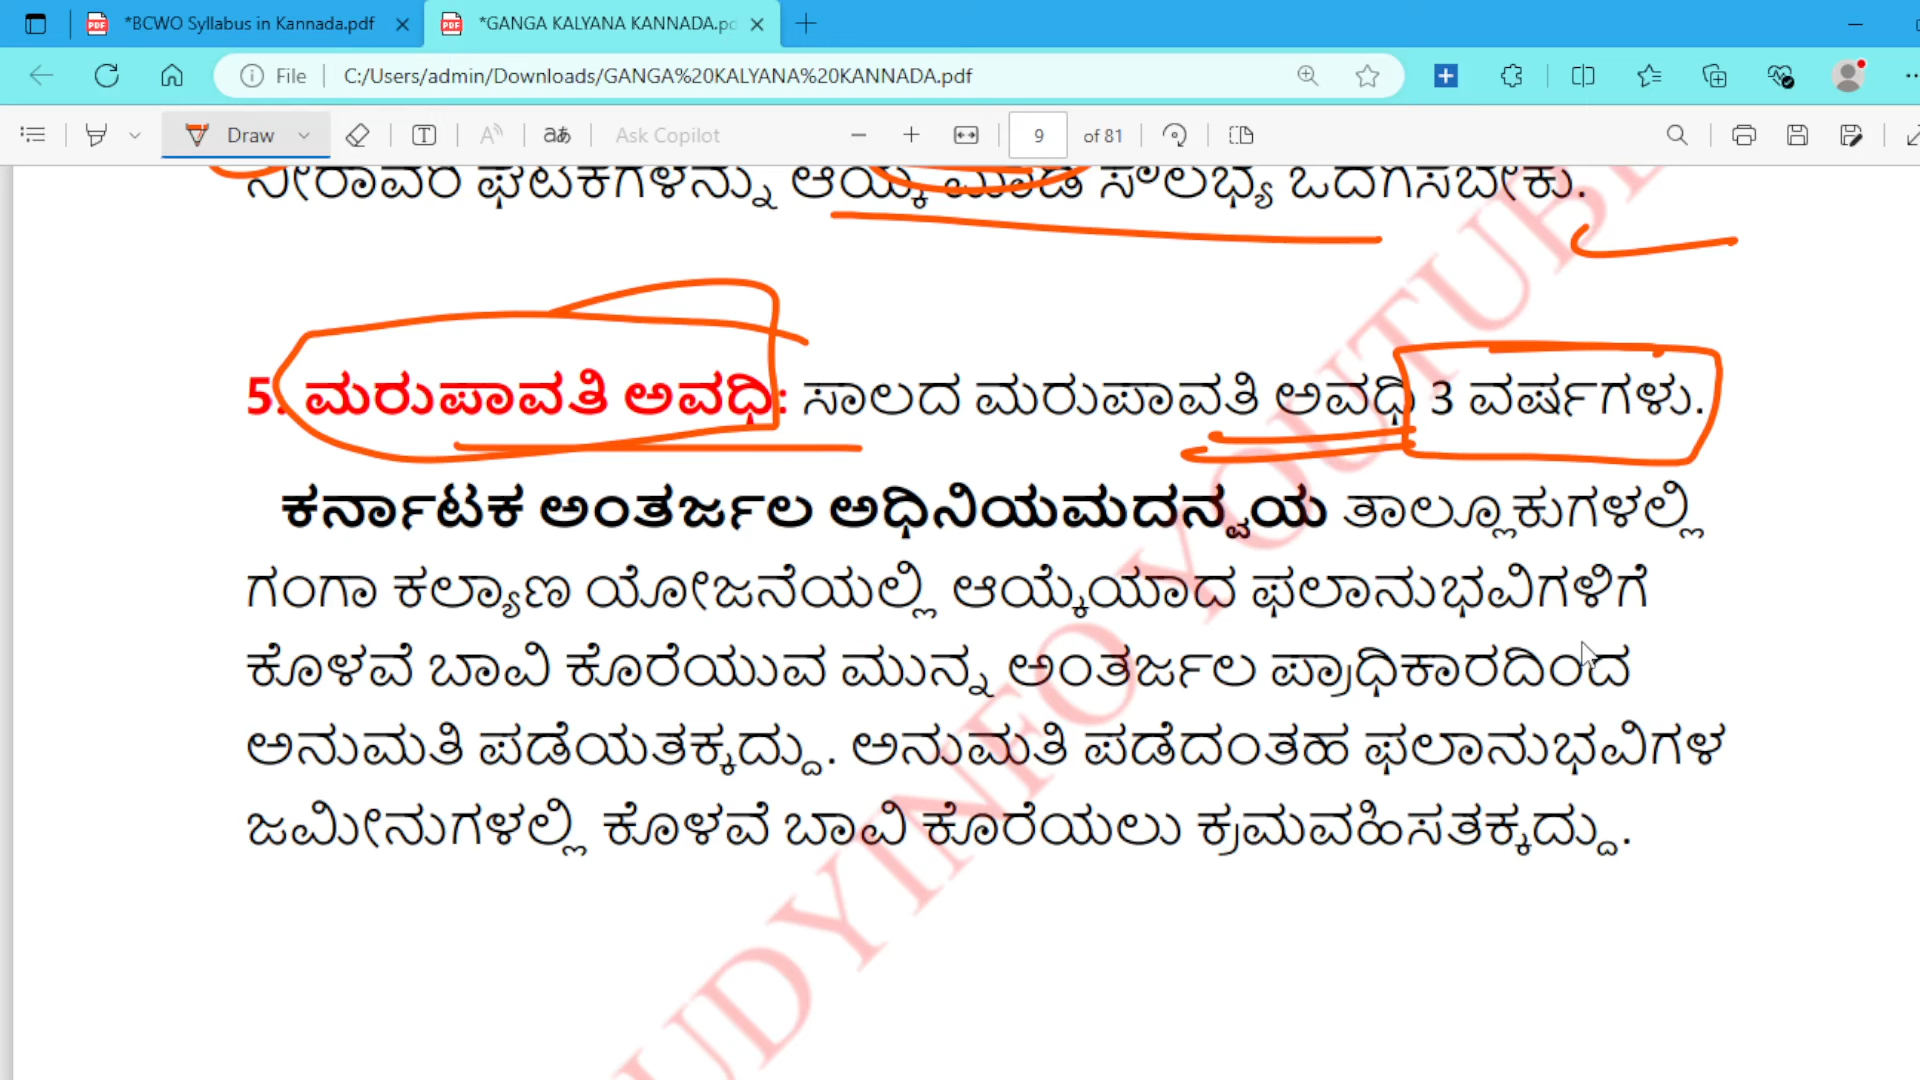 *BCWO Syllabus in Kannada.pdf
*GANGA KALYANA KANNADA.pd
File
C:/Users/admin/Downloads/GANGA%20KALYANA%20KANNADA.pdf
Draw
Ask Copilot
9 of 81
ನೀರಾವರಿ ಘಟಕಗಳನ್ನು ಆಯ್ಕೆ ಮಾಡಿ ಸೌಲಭ್ಯ ಒದಗಿಸಬೇಕು.
5. ಮರುಪಾವತಿ ಅವಧಿ: ಸಾಲದ ಮರುಪಾವತಿ ಅವಧಿ 3 ವರ್ಷಗಳು.
ಕರ್ನಾಟಕ ಅಂತರ್ಜಲ ಅಧಿನಿಯಮದನ್ವಯ ತಾಲ್ಲೂಕುಗಳಲ್ಲಿ
ಗಂಗಾ ಕಲ್ಯಾಣ ಯೋಜನೆಯಲ್ಲಿ ಆಯ್ಕೆಯಾದ ಫಲಾನುಭವಿಗಳಿಗೆ
ಕೊಳವೆ ಬಾವಿ ಕೊರೆಯುವ ಮುನ್ನ ಅಂತರ್ಜಲ ಪ್ರಾಧಿಕಾರದಿಂದ
ಅನುಮತಿ ಪಡೆಯತಕ್ಕದ್ದು. ಅನುಮತಿ ಪಡೆದಂತಹ ಫಲಾನುಭವಿಗಳ
ಜಮೀನುಗಳಲ್ಲಿ ಕೊಳವೆ ಬಾವಿ ಕೊರೆಯಲು ಕ್ರಮವಹಿಸತಕ್ಕದ್ದು.
UDYINFO YOUTUBE